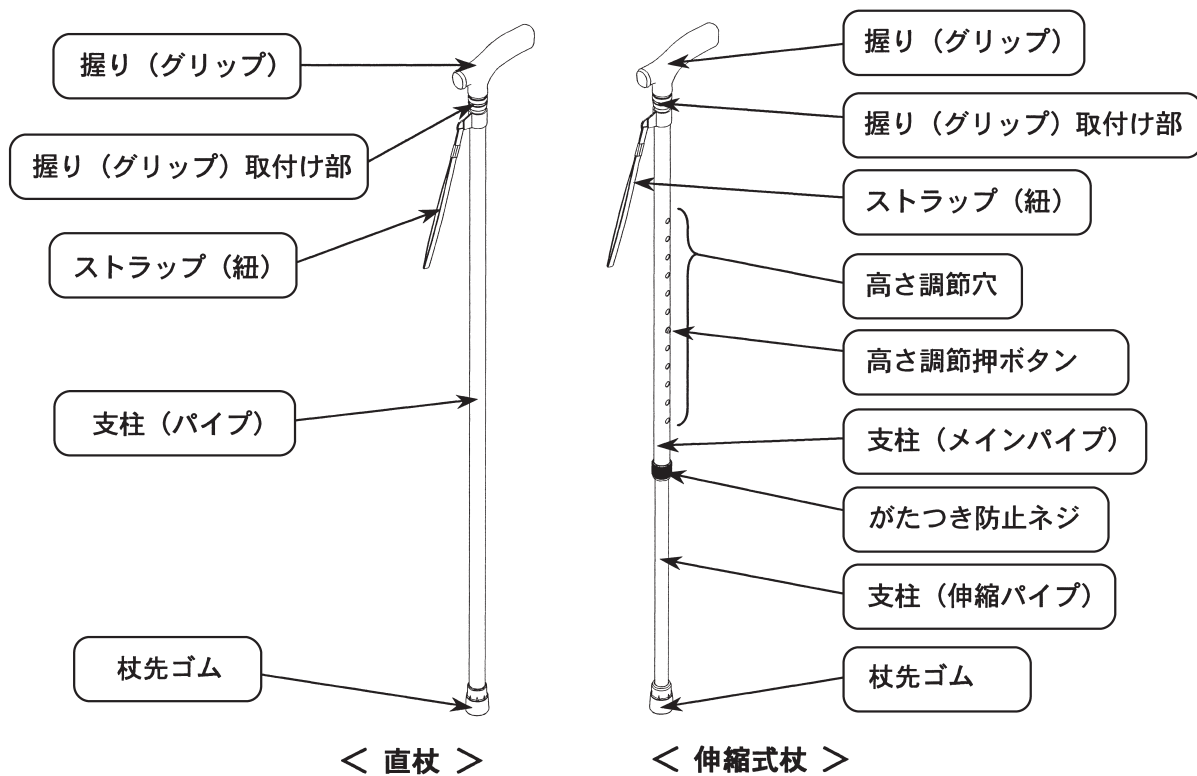 握り（グリップ）
握り（グリップ）取付け部
ストラップ（紐）
支柱（パイプ）
杖先ゴム
＜ 直杖 ＞
握り（グリップ）
握り（グリップ）取付け部
ストラップ（紐）
高さ調節穴
高さ調節押ボタン
支柱（メインパイプ）
がたつき防止ネジ
支柱（伸縮パイプ）
杖先ゴム
＜ 伸縮式杖 ＞